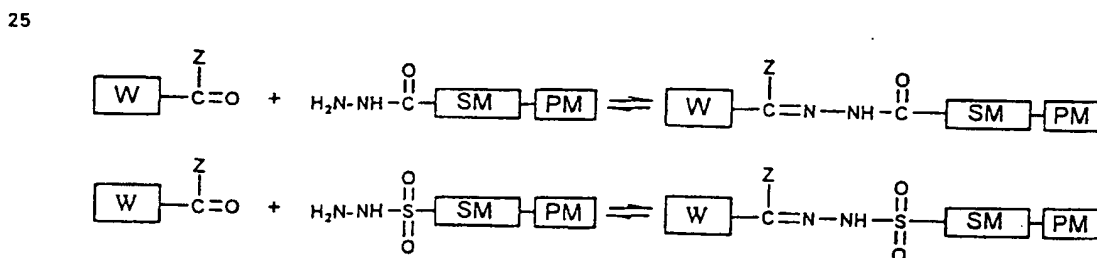 25
Z O Z O
W C=O + H₂N-NH C SM PM ⇌ W C=N NH C SM PM
Z O O
W C=O + H₂N-NH S SM PM ⇌ W Z C=N NH S SM PM
O O